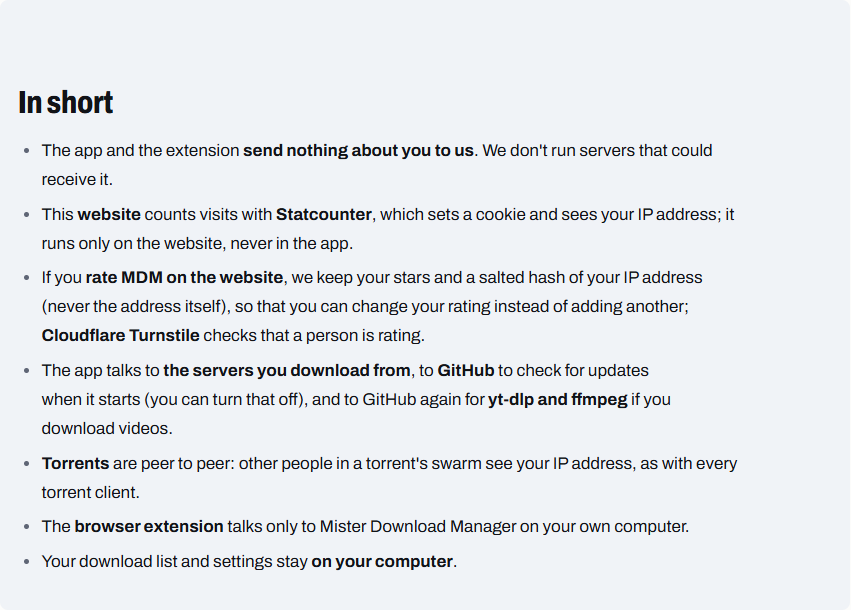 In short
• The app and the extension send nothing about you to us. We don't run servers that could
receive it.
• This website counts visits with Statcounter, which sets a cookie and sees your IP address; it
runs only on the website, never in the app.
• If you rate MDM on the website, we keep your stars and a salted hash of your IP address
(never the address itself), so that you can change your rating instead of adding another;
Cloudflare Turnstile checks that a person is rating.
• The app talks to the servers you download from, to GitHub to check for updates
when it starts (you can turn that off), and to GitHub again for yt-dlp and ffmpeg if you
download videos.
• Torrents are peer to peer: other people in a torrent's swarm see your IP address, as with every
torrent client.
• The browser extension talks only to Mister Download Manager on your own computer.
• Your download list and settings stay on your computer.